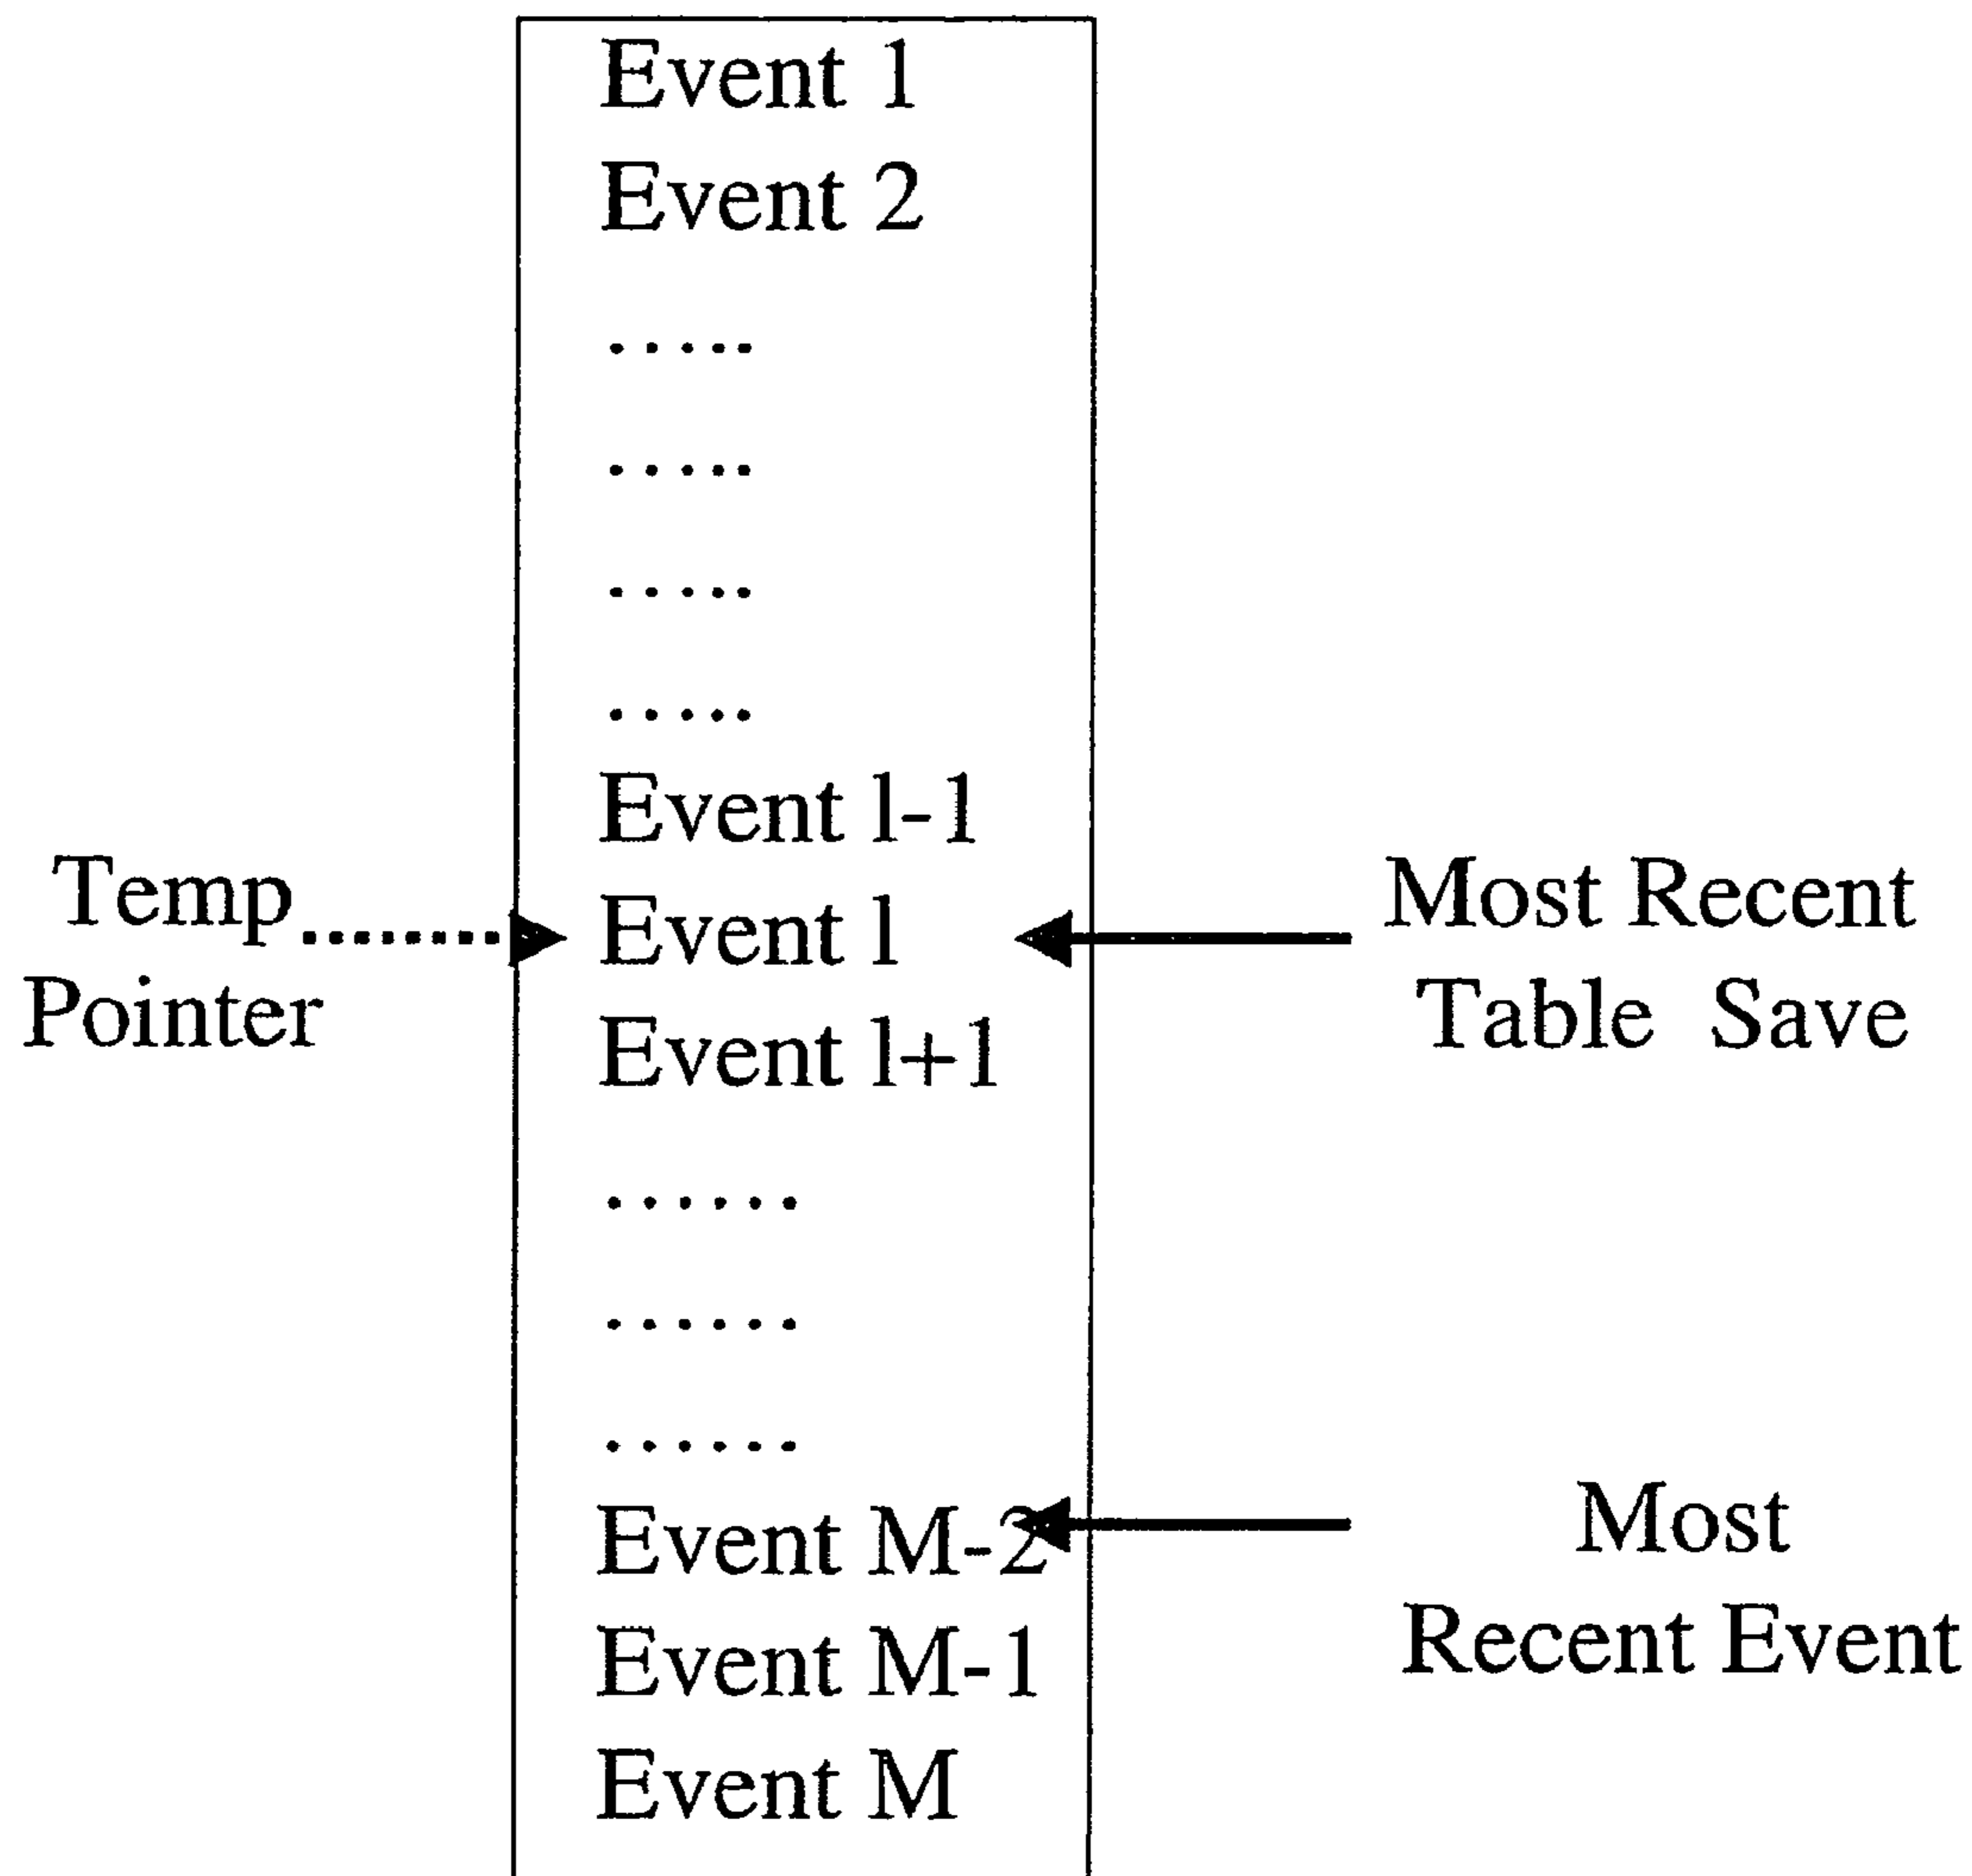 Event 1
Event 2
.....
.....
.....
.....
Event l-1
Event l
Event l+1
......
......
......
Event M-2
Event M-1
Event M
Temp
Pointer
Most Recent
Table Save
Most
Recent Event